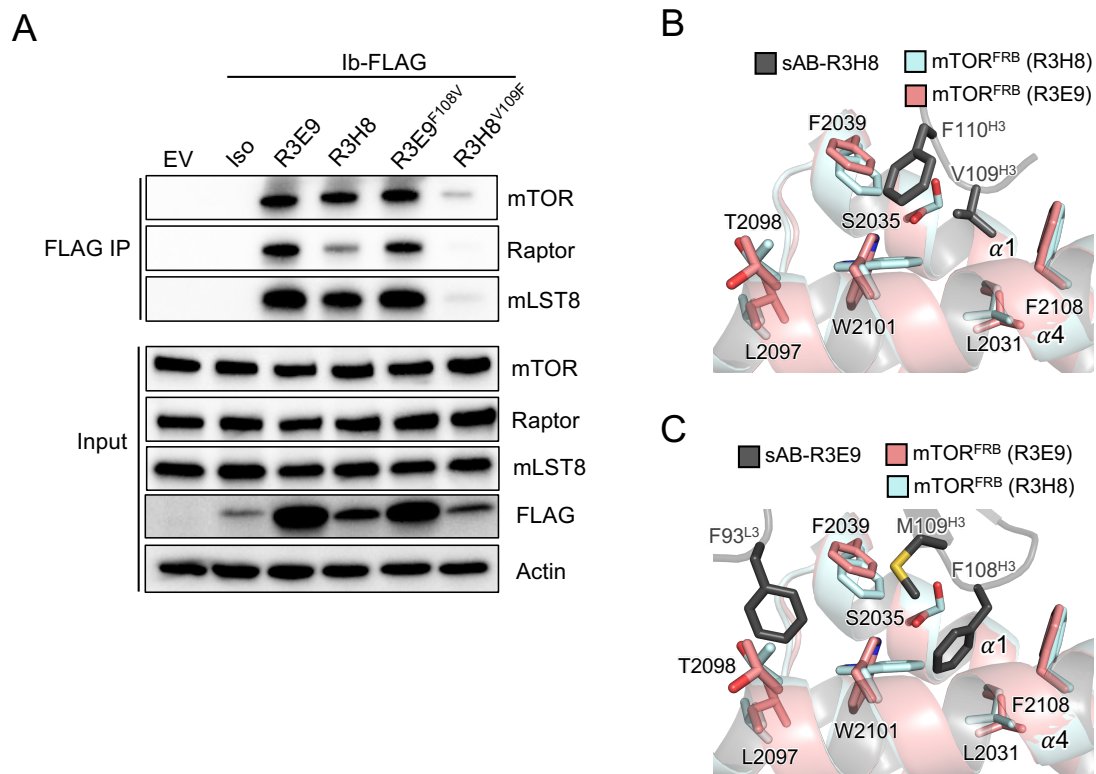 A
Ib-FLAG
EV Iso R3E9 R3H8 R3E9F108V R3H8V109F
FLAG IP
mTOR
Raptor
mLST8
Input
mTOR
Raptor
mLST8
FLAG
Actin
B
sAB-R3H8 mTORFRB (R3H8)
mTORFRB (R3E9)
F2039 F110H3
V109H3
T2098 S2035
α1
W2101 F2108
L2097 L2031 α4
C
sAB-R3E9 mTORFRB (R3E9)
mTORFRB (R3H8)
F93L3 F2039 M109H3
F108H3
S2035
α1
T2098
F2108
L2097 W2101 L2031 α4